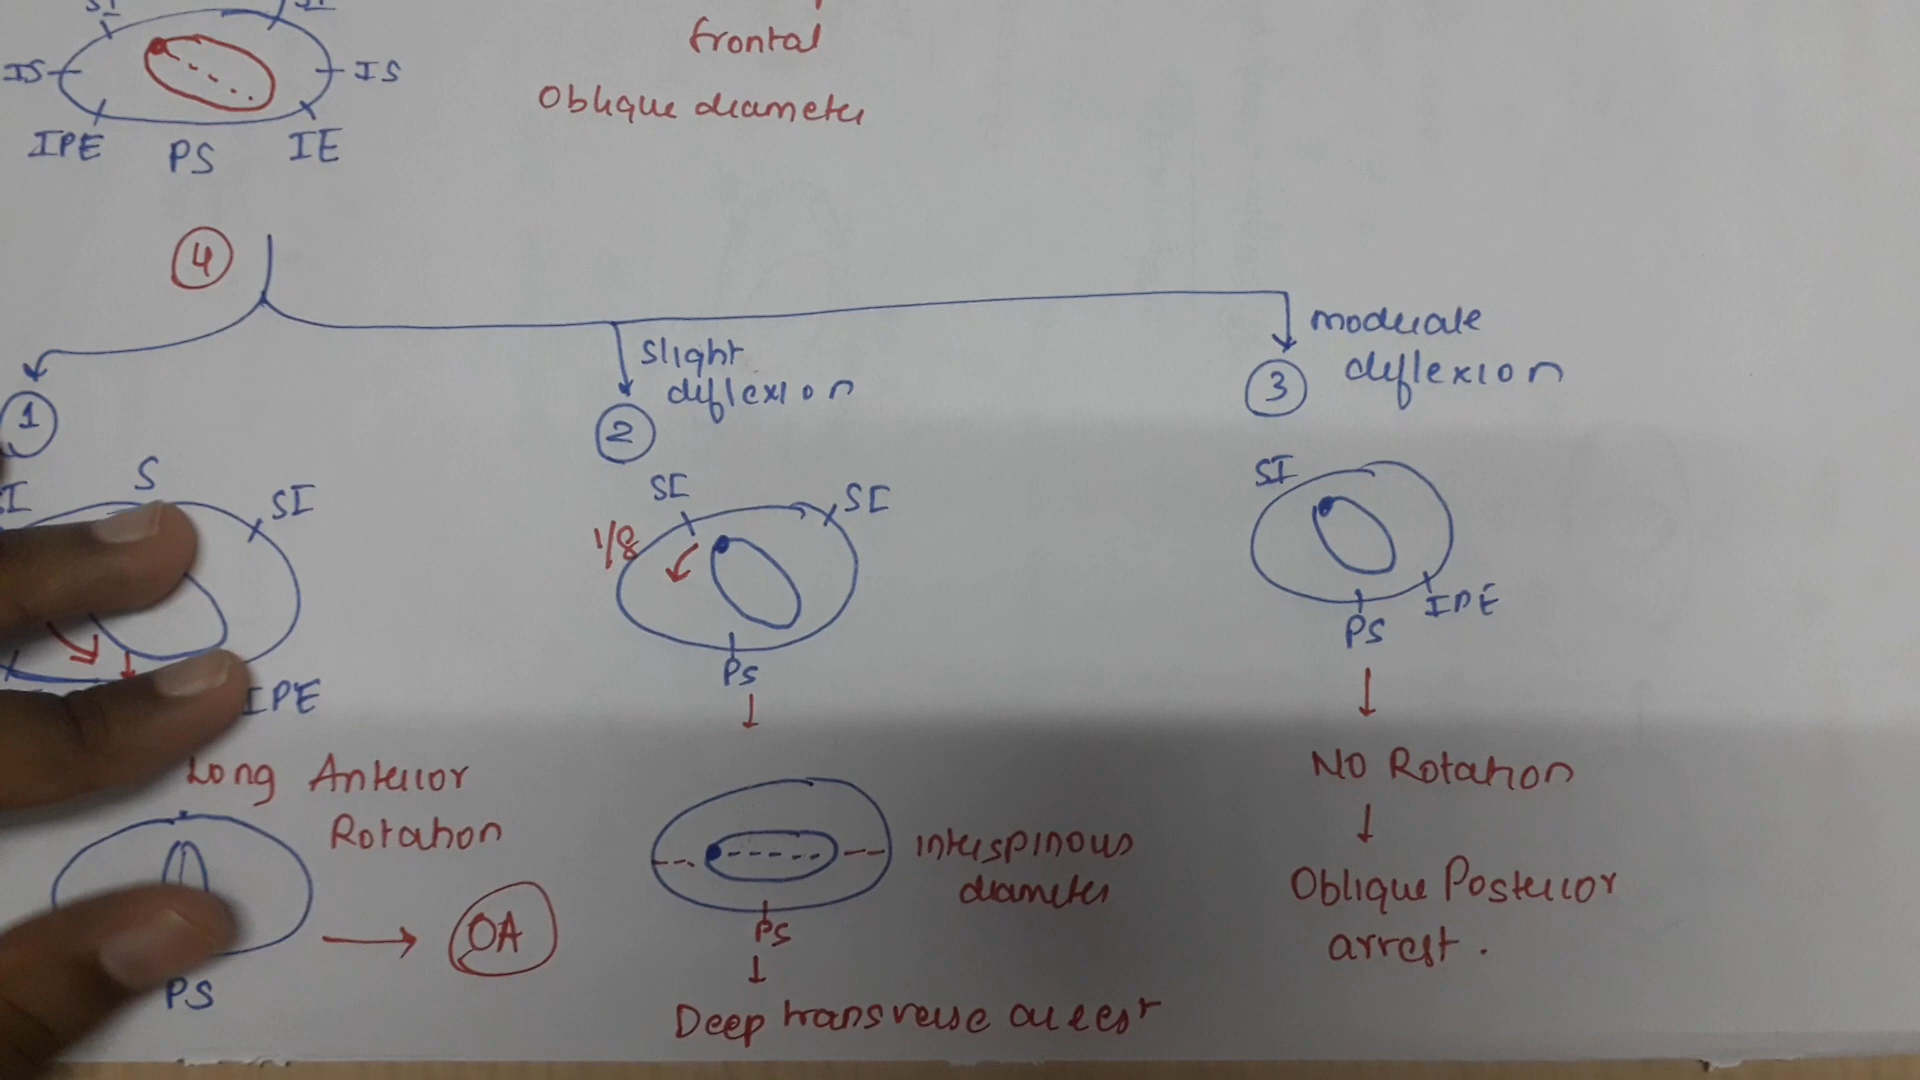 frontal
IS IS
Oblique diameter
IPE PS IE
4
moderate
deflexion
slight
deflexion
1
2
3
S
SI
SI
SI
SI
1/8
PS
IPE
PS
IPE
Long Anterior
Rotation
No Rotation
interspinous
diameter
Oblique Posterior
arrest.
OA
PS
PS
Deep transverse arrest